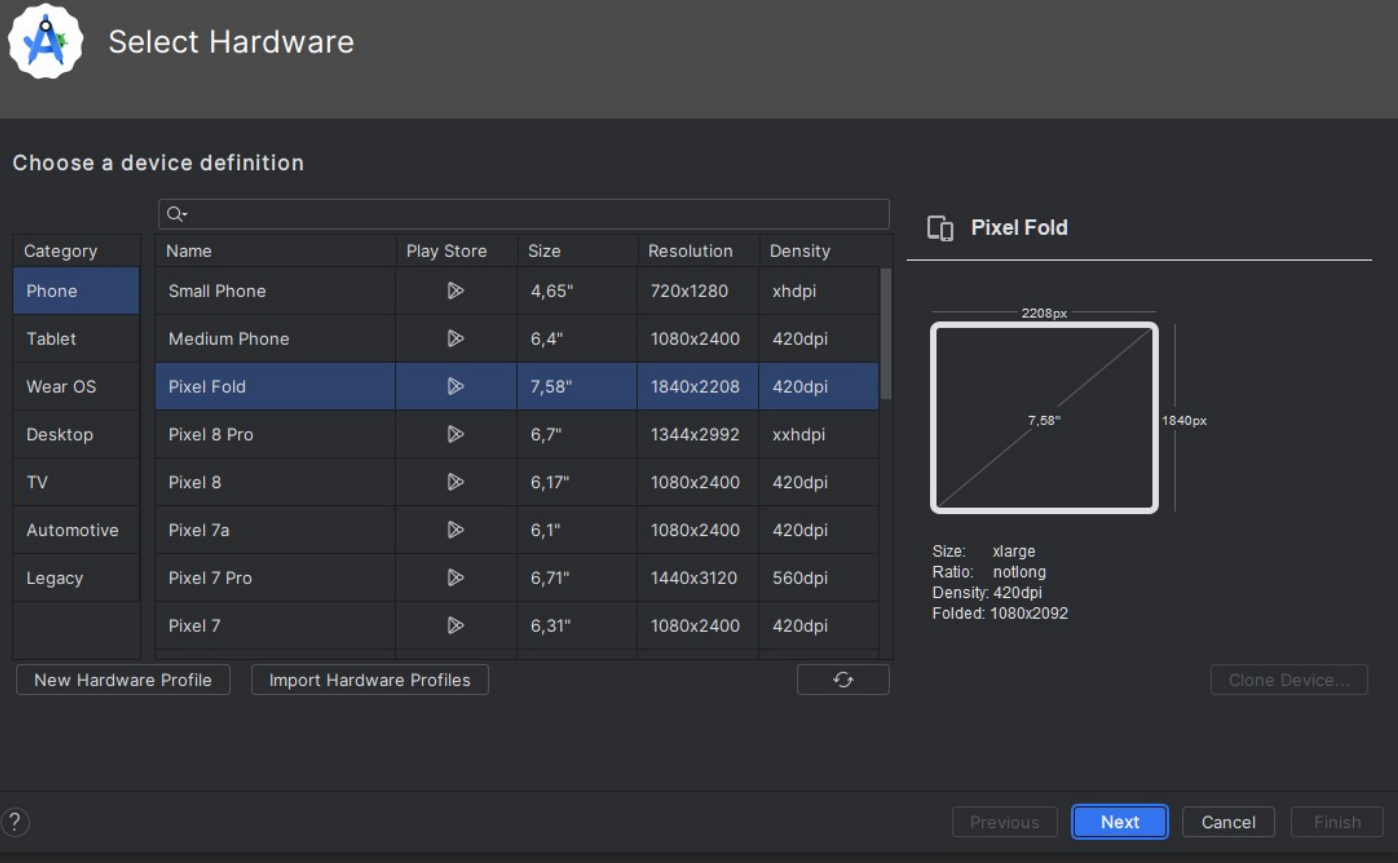 Select Hardware
Choose a device definition
Category
Name Play Store Size Resolution Density
Phone
Small Phone 4,65" 720x1280 xhdpi
Tablet
Medium Phone 6,4" 1080x2400 420dpi
Wear OS
Pixel Fold 7,58" 1840x2208 420dpi
Desktop
Pixel 8 Pro 6,7" 1344x2992 xxhdpi
TV
Pixel 8 6,17" 1080x2400 420dpi
Automotive
Pixel 7a 6,1" 1080x2400 420dpi
Legacy
Pixel 7 Pro 6,71" 1440x3120 560dpi
Pixel 7 6,31" 1080x2400 420dpi
New Hardware Profile
Import Hardware Profiles
Pixel Fold
2208px
7,58"
1840px
Size: xlarge
Ratio: notlong
Density: 420dpi
Folded: 1080x2092
Clone Device...
?
Previous
Next
Cancel
Finish